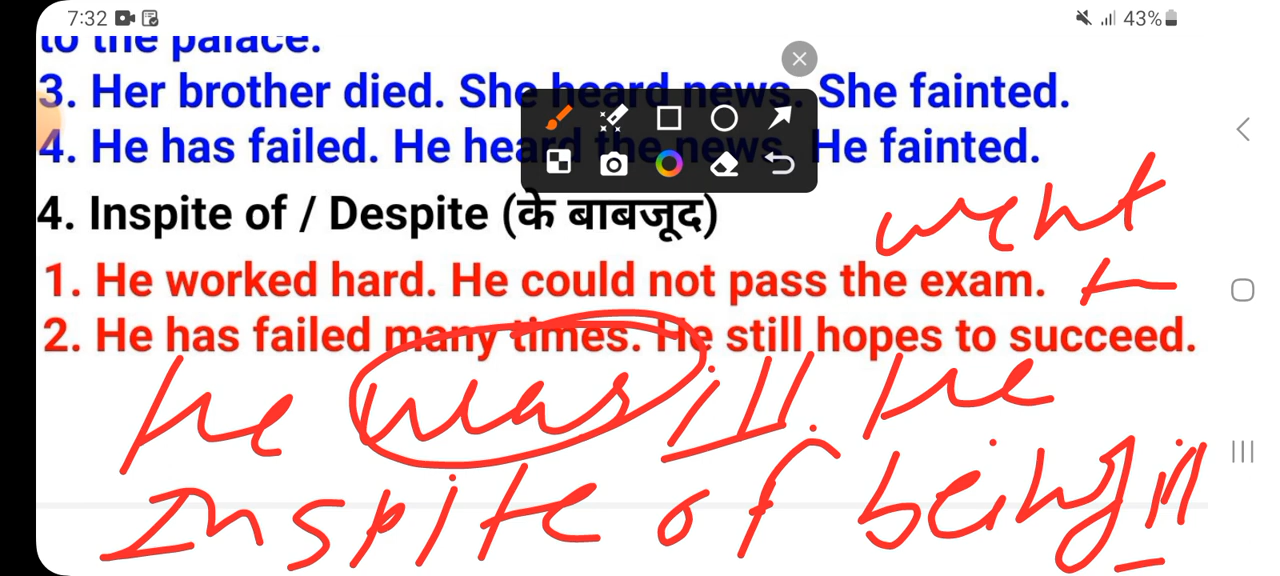 7:32 43%
to the palace.
3. Her brother died. She heard news. She fainted.
4. He has failed. He heard the news. He fainted.
4. Inspite of / Despite (के बाबजूद)
went
1. He worked hard. He could not pass the exam.
2. He has failed many times. He still hopes to succeed.
He was ill. He
Inspite of being ill